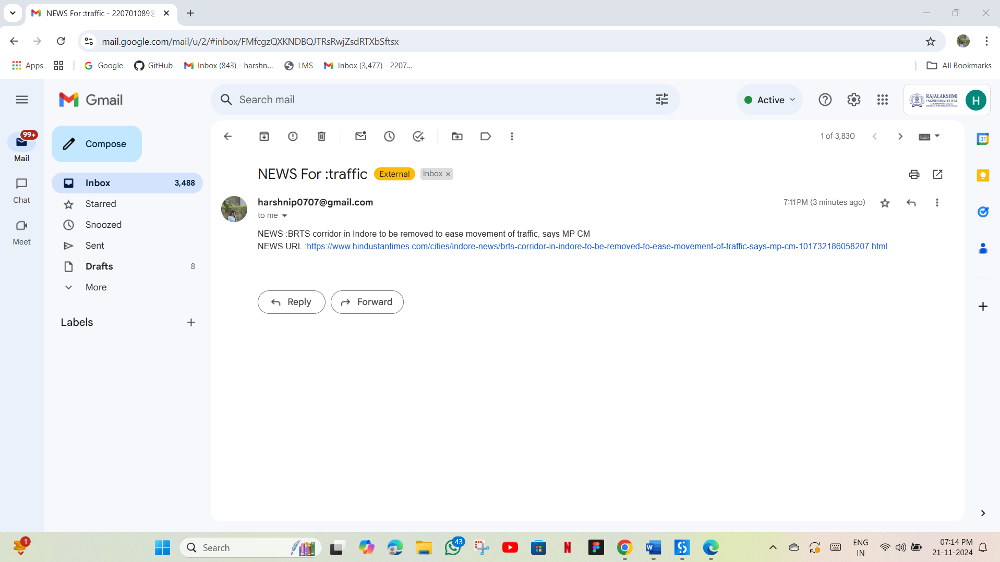 NEWS For :traffic - 220701089@
mail.google.com/mail/u/2/#inbox/FMfcgzQXKNDBQJTRsRwjZsdRTXbSftsx
Apps
Google
GitHub
Inbox (843) - harshn...
LMS
Inbox (3,477) - 2207...
All Bookmarks
Gmail
Search mail
Active
RAJALAKSHMI
ENGINEERING COLLEGE
H
99+
Mail
Chat
Meet
Compose
Inbox 3,488
Starred
Snoozed
Sent
Drafts 8
More
Labels
1 of 3,830
31
NEWS For :traffic External Inbox ×
harshnip0707@gmail.com
7:11 PM (3 minutes ago)
to me
NEWS :BRTS corridor in Indore to be removed to ease movement of traffic, says MP CM
NEWS URL :https://www.hindustantimes.com/cities/indore-news/brts-corridor-in-indore-to-be-removed-to-ease-movement-of-traffic-says-mp-cm-101732186058207.html
Reply
Forward
1
Search
43
N
W
ENG
IN
07:14 PM
21-11-2024